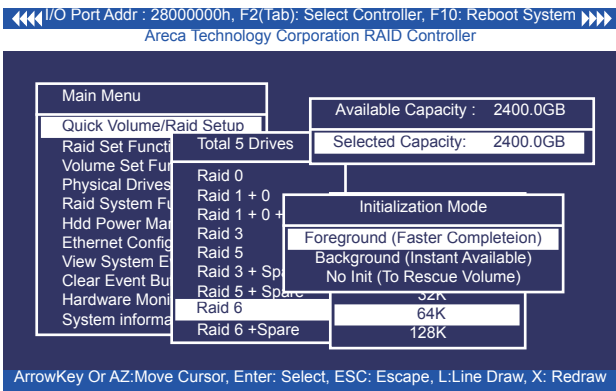 I/O Port Addr : 28000000h, F2(Tab): Select Controller, F10: Reboot System
Areca Technology Corporation RAID Controller
Main Menu
Quick Volume/Raid Setup
Raid Set Functi
Volume Set Fun
Physical Drives
Raid System Fu
Hdd Power Man
Ethernet Config
View System E
Clear Event Bu
Hardware Moni
System informa
Total 5 Drives
Raid 0
Raid 1 + 0
Raid 1 + 0 +
Raid 3
Raid 5
Raid 3 + Spa
Raid 5 + Spare
Raid 6
Raid 6 +Spare
Available Capacity : 2400.0GB
Selected Capacity: 2400.0GB
Initialization Mode
Foreground (Faster Completeion)
Background (Instant Available)
No Init (To Rescue Volume)
32K
64K
128K
ArrowKey Or AZ:Move Cursor, Enter: Select, ESC: Escape, L:Line Draw, X: Redraw